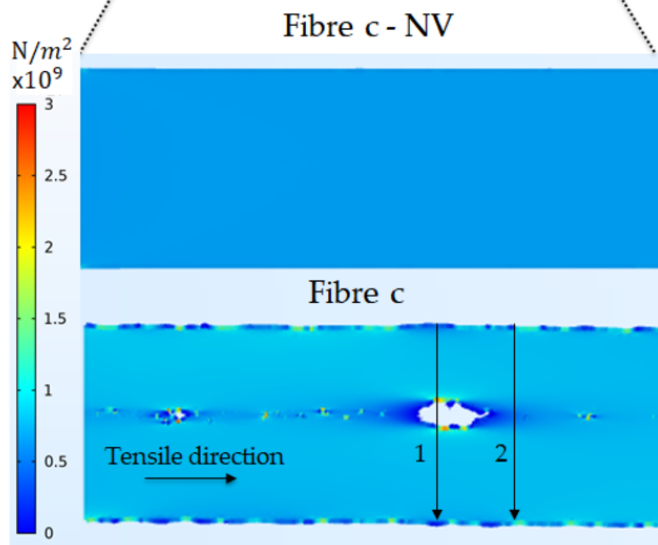 Fibre c - NV
N/m²
x10⁹
3
2.5
2
1.5
1
0.5
0
Fibre c
Tensile direction
1
2